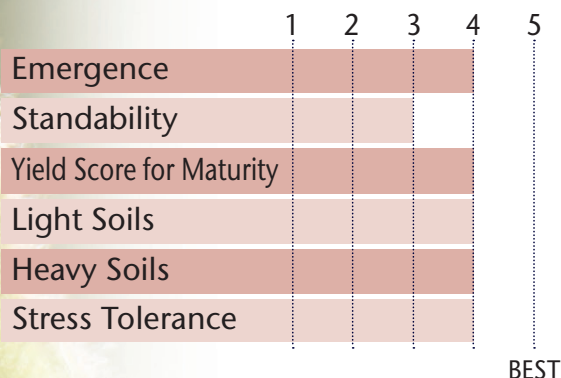 1 2 3 4 5
Emergence
Standability
Yield Score for Maturity
Light Soils
Heavy Soils
Stress Tolerance
BEST